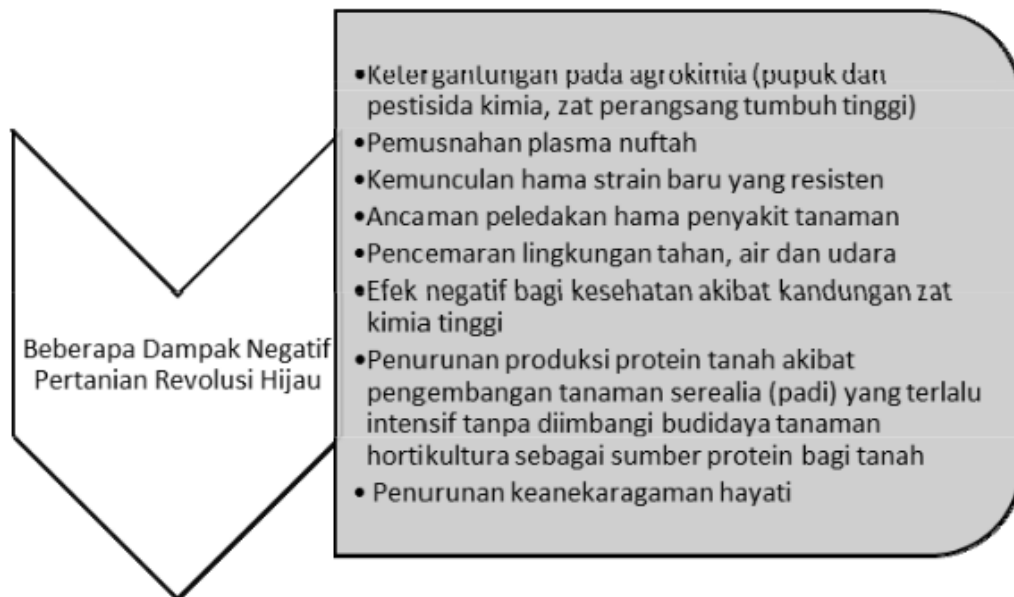 Beberapa Dampak Negatif
Pertanian Revolusi Hijau
•Ketergantungan pada agrokimia (pupuk dan
pestisida kimia, zat perangsang tumbuh tinggi)
•Pemusnahan plasma nuftah
•Kemunculan hama strain baru yang resisten
•Ancaman peledakan hama penyakit tanaman
•Pencemaran lingkungan tahan, air dan udara
•Efek negatif bagi kesehatan akibat kandungan zat
kimia tinggi
•Penurunan produksi protein tanah akibat
pengembangan tanaman serealia (padi) yang terlalu
intensif tanpa diimbangi budidaya tanaman
hortikultura sebagai sumber protein bagi tanah
• Penurunan keanekaragaman hayati